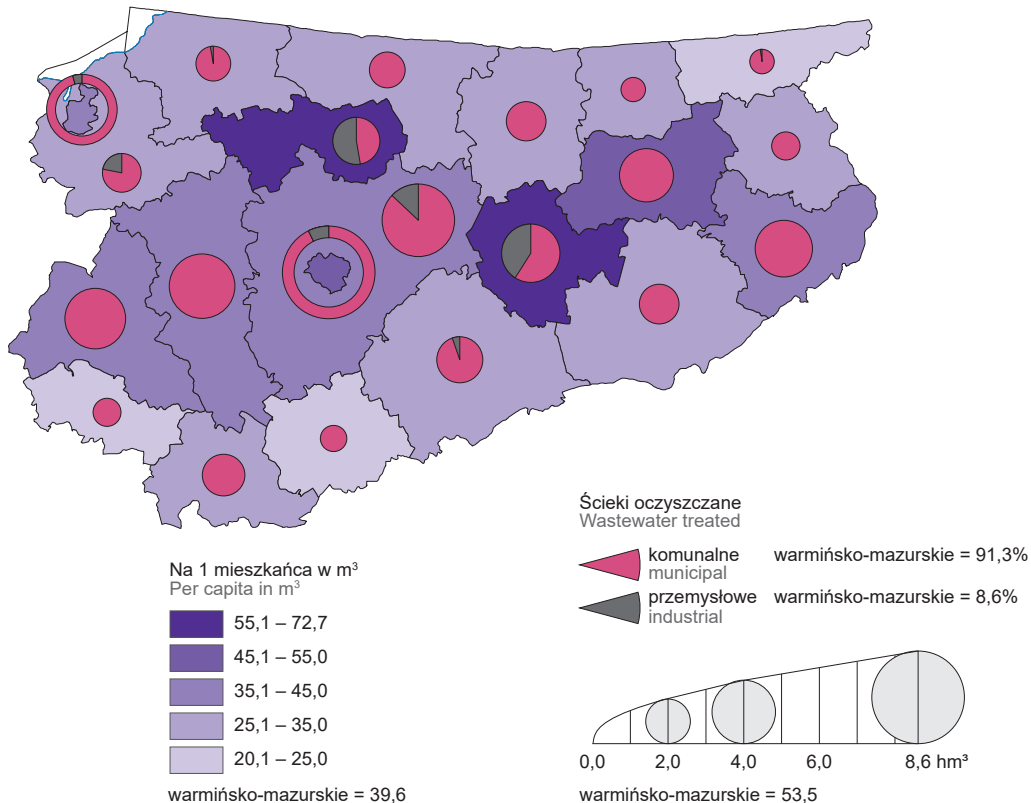 Na 1 mieszkańca w m³
Per capita in m³
55,1 – 72,7
45,1 – 55,0
35,1 – 45,0
25,1 – 35,0
20,1 – 25,0
warmińsko-mazurskie = 39,6
Ścieki oczyszczane
Wastewater treated
komunalne warmińsko-mazurskie = 91,3%
municipal
przemysłowe warmińsko-mazurskie = 8,6%
industrial
0,0 2,0 4,0 6,0 8,6 hm³
warmińsko-mazurskie = 53,5